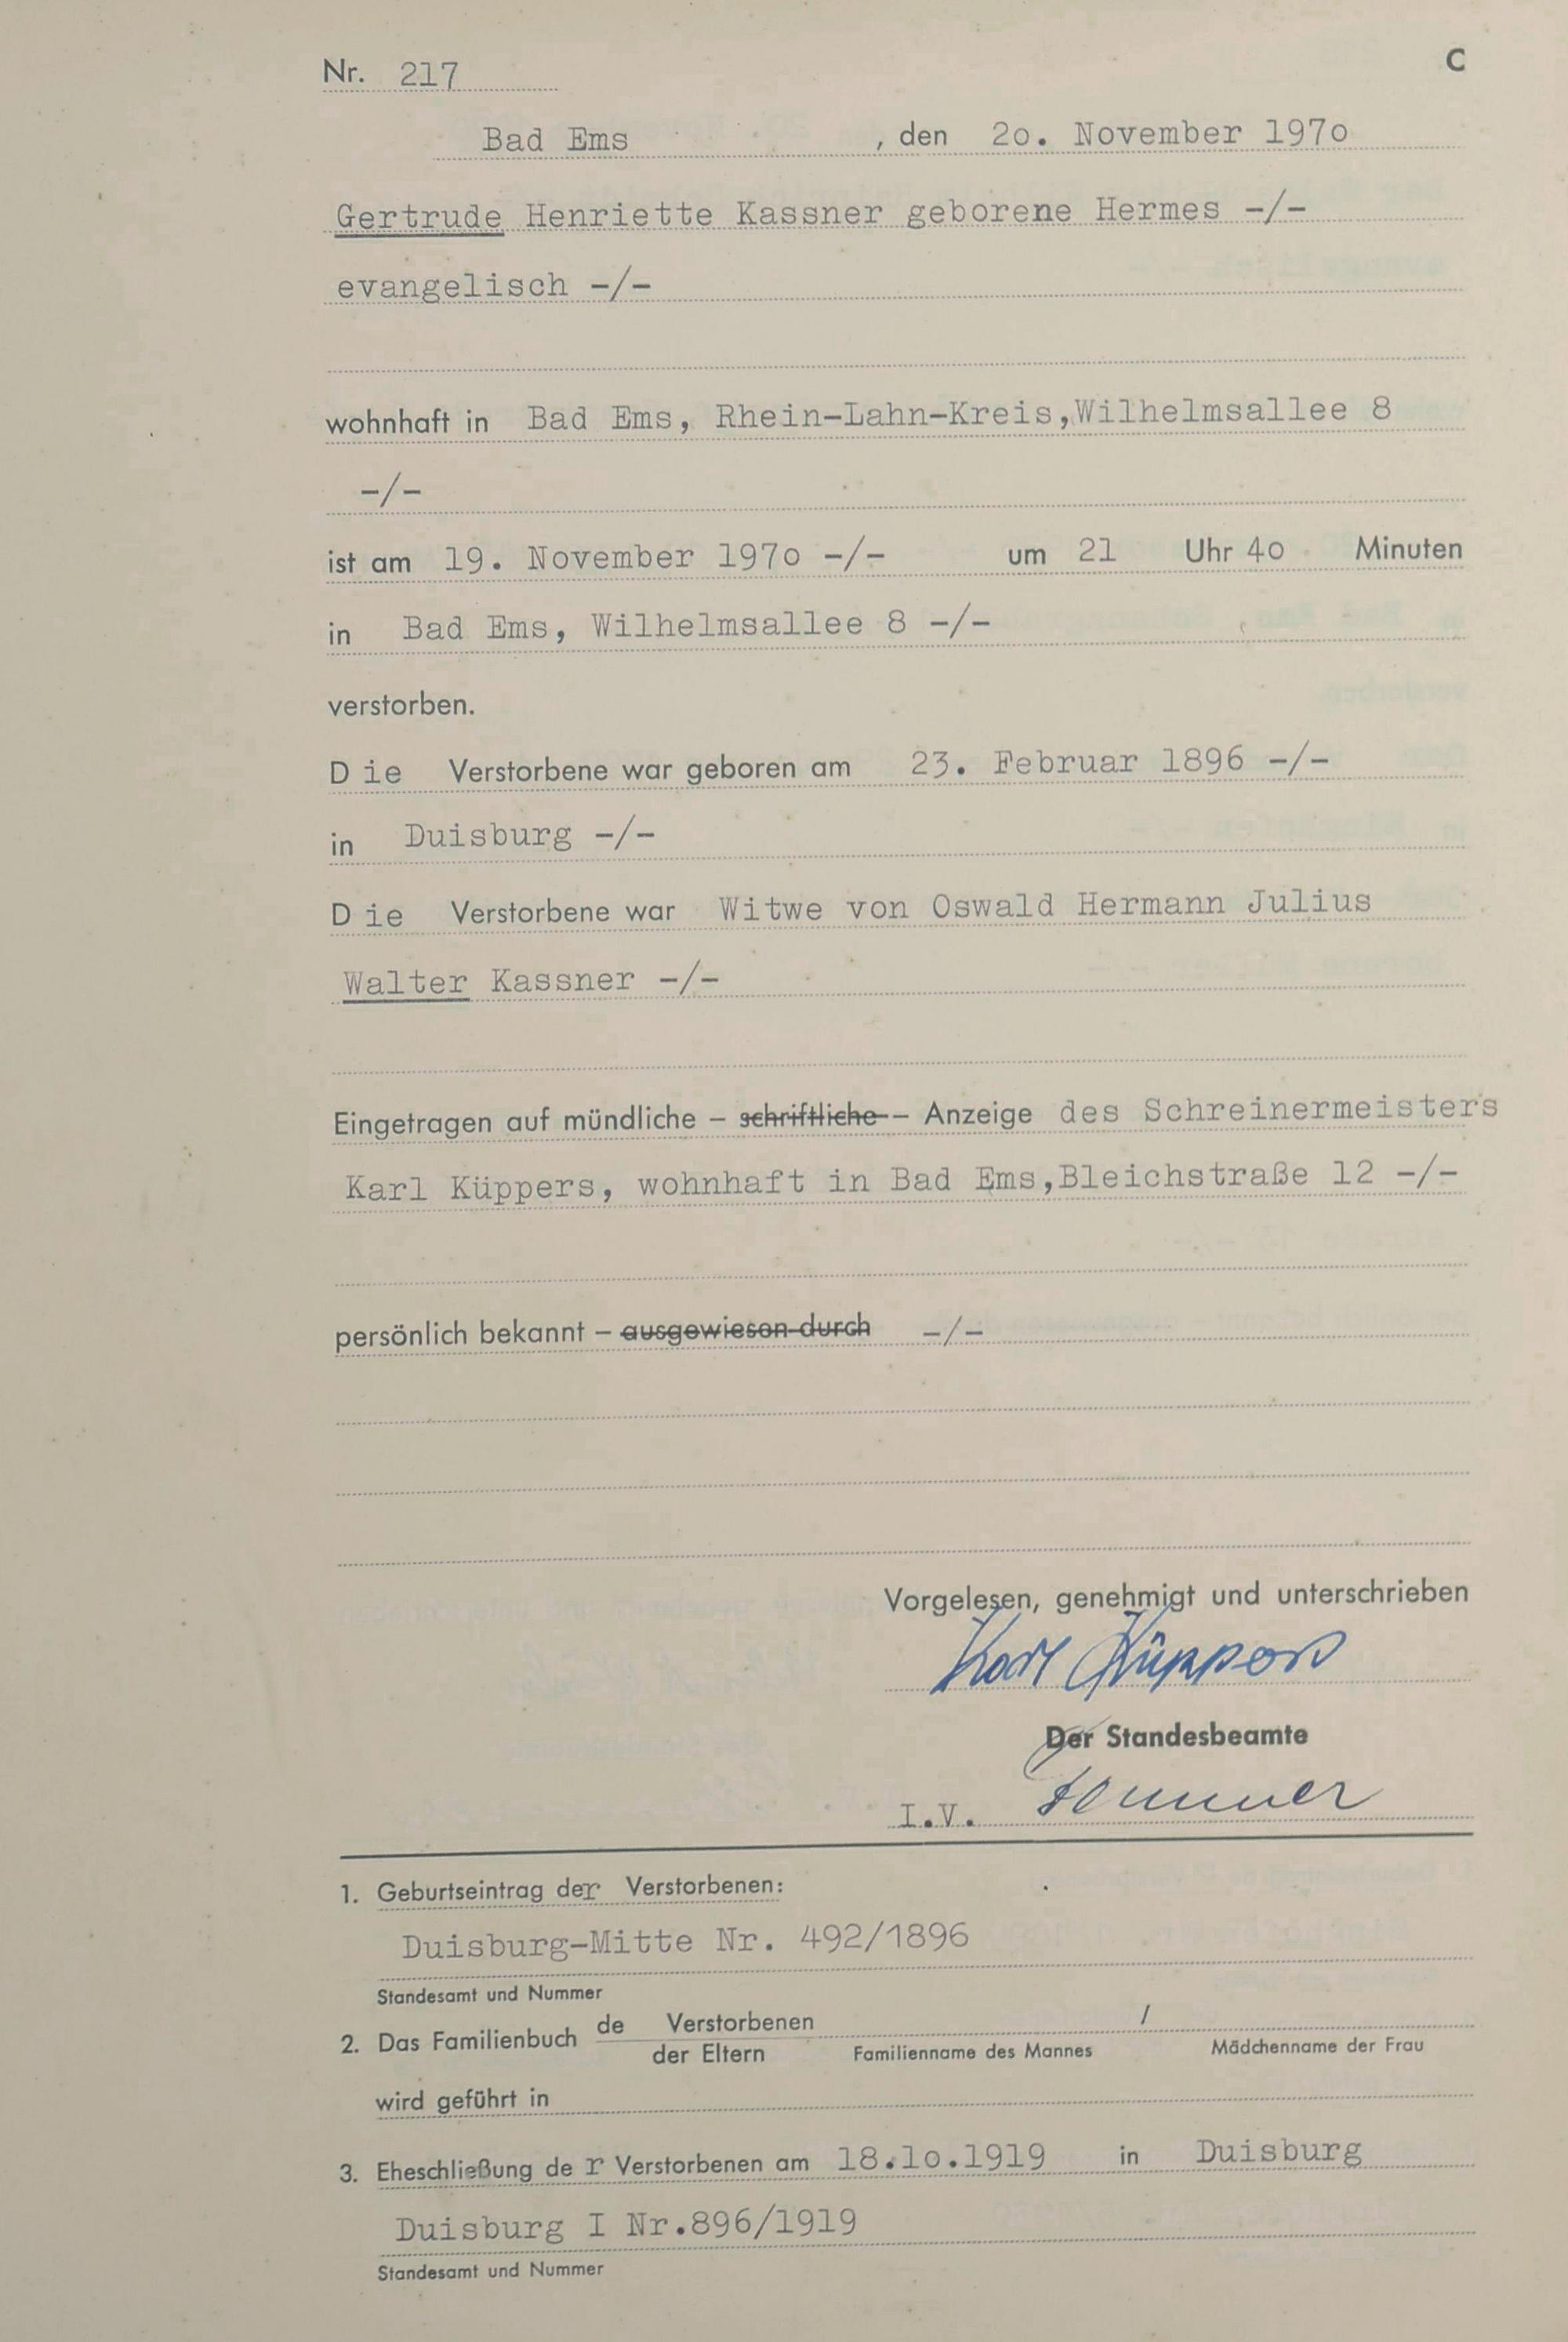 Nr. 217
C
Bad Ems , den 20. November 1970
Gertrude Henriette Kassner geborene Hermes -/-
evangelisch -/-
wohnhaft in Bad Ems, Rhein-Lahn-Kreis, Wilhelmsallee 8
-/-
ist am 19. November 1970 -/- um 21 Uhr 40 Minuten
in Bad Ems, Wilhelmsallee 8 -/-
verstorben.
Die Verstorbene war geboren am 23. Februar 1896 -/-
in Duisburg -/-
Die Verstorbene war Witwe von Oswald Hermann Julius
Walter Kassner -/-
Eingetragen auf mündliche – schriftliche – Anzeige des Schreinermeisters
Karl Küppers, wohnhaft in Bad Ems, Bleichstraße 12 -/-
persönlich bekannt – ausgewiesen durch -/-
Vorgelesen, genehmigt und unterschrieben
Karl Küppers
Der Standesbeamte
I.V.
1. Geburtseintrag der Verstorbenen:
Duisburg-Mitte Nr. 492/1896
Standesamt und Nummer
2. Das Familienbuch de Verstorbenen /
der Eltern Familienname des Mannes Mädchenname der Frau
wird geführt in
3. Eheschließung der Verstorbenen am 18.10.1919 in Duisburg
Duisburg I Nr.896/1919
Standesamt und Nummer